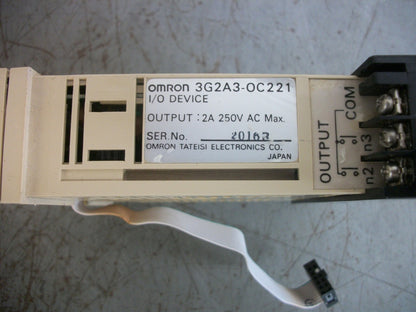 OMRON 3G2A3-OC221
I/O DEVICE
OUTPUT : 2A 250V AC Max.
SER.No. 20163
OMRON TATEISI ELECTRONICS CO.
JAPAN
OUTPUT
COM
n3
n2